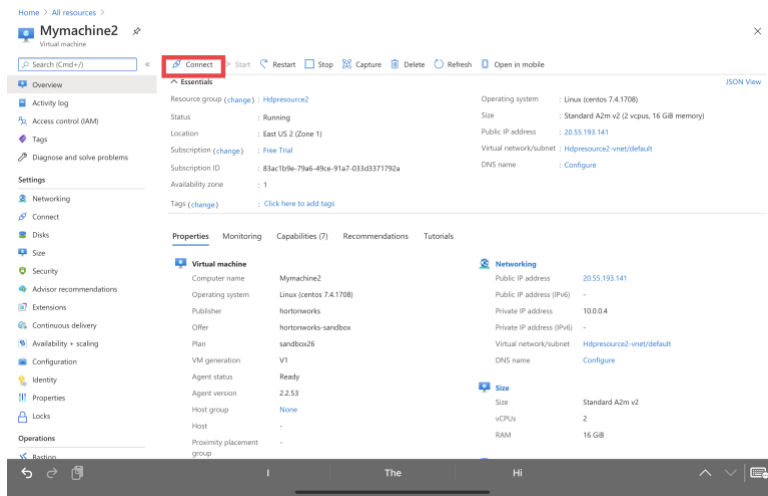 Home > All resources >
Mymachine2
Virtual machine
Search (Cmd+/)
«
Connect
Start
Restart
Stop
Capture
Delete
Refresh
Open in mobile
Overview
Activity log
Access control (IAM)
Tags
Diagnose and solve problems
Settings
Networking
Connect
Disks
Size
Security
Advisor recommendations
Extensions
Continuous delivery
Availability + scaling
Configuration
Identity
Properties
Locks
Operations
Bastion
Essentials
JSON View
Resource group (change) : Hdpresource2
Status : Running
Location : East US 2 (Zone 1)
Subscription (change) : Free Trial
Subscription ID : 83ac1b9e-79a6-49ce-91a7-033d3371792a
Availability zone : 1
Tags (change) : Click here to add tags
Operating system : Linux (centos 7.4.1708)
Size : Standard A2m v2 (2 vcpus, 16 GiB memory)
Public IP address : 20.55.193.141
Virtual network/subnet : Hdpresource2-vnet/default
DNS name : Configure
Properties
Monitoring
Capabilities (7)
Recommendations
Tutorials
Virtual machine
Computer name Mymachine2
Operating system Linux (centos 7.4.1708)
Publisher hortonworks
Offer hortonworks-sandbox
Plan sandbox26
VM generation V1
Agent status Ready
Agent version 2.2.53
Host group None
Host -
Proximity placement group -
Networking
Public IP address 20.55.193.141
Public IP address (IPv6) -
Private IP address 10.0.0.4
Private IP address (IPv6) -
Virtual network/subnet Hdpresource2-vnet/default
DNS name Configure
Size
Size Standard A2m v2
vCPUs 2
RAM 16 GiB
I
The
Hi